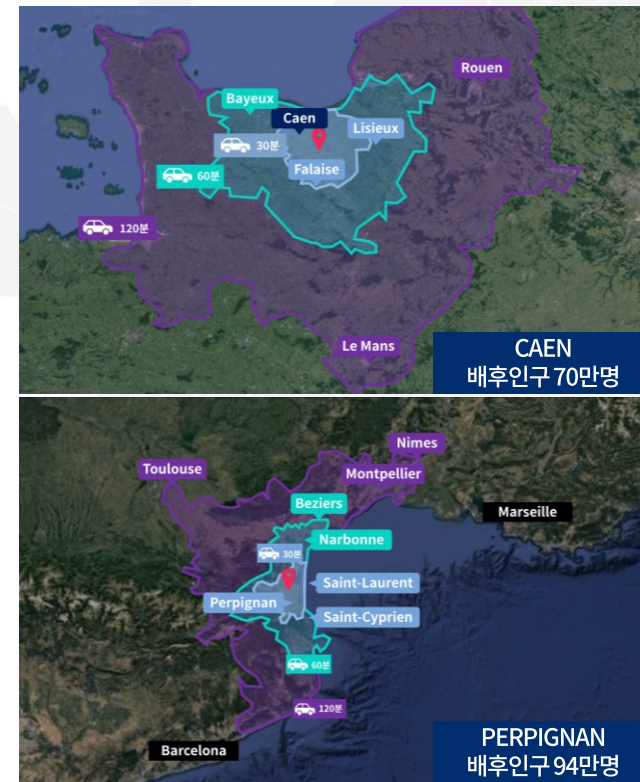 Rouen
Bayeux
Caen
Lisieux
30분
Falaise
60분
120분
Le Mans
CAEN
배후인구 70만명
Nimes
Toulouse
Montpellier
Beziers
Marseille
Narbonne
30분
Saint-Laurent
Perpignan
Saint-Cyprien
60분
120분
Barcelona
PERPIGNAN
배후인구 94만명